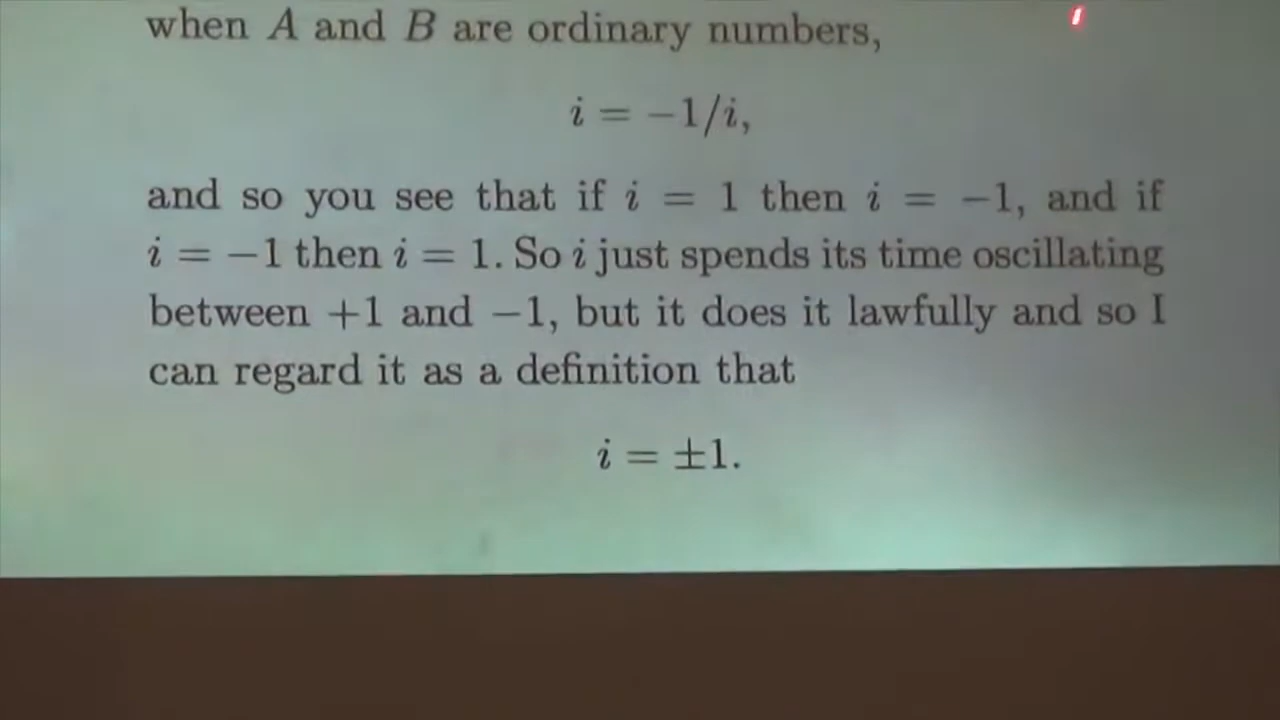 when A and B are ordinary numbers,
i = −1/i,
and so you see that if i = 1 then i = −1, and if
i = −1 then i = 1. So i just spends its time oscillating
between +1 and −1, but it does it lawfully and so I
can regard it as a definition that
i = ±1.